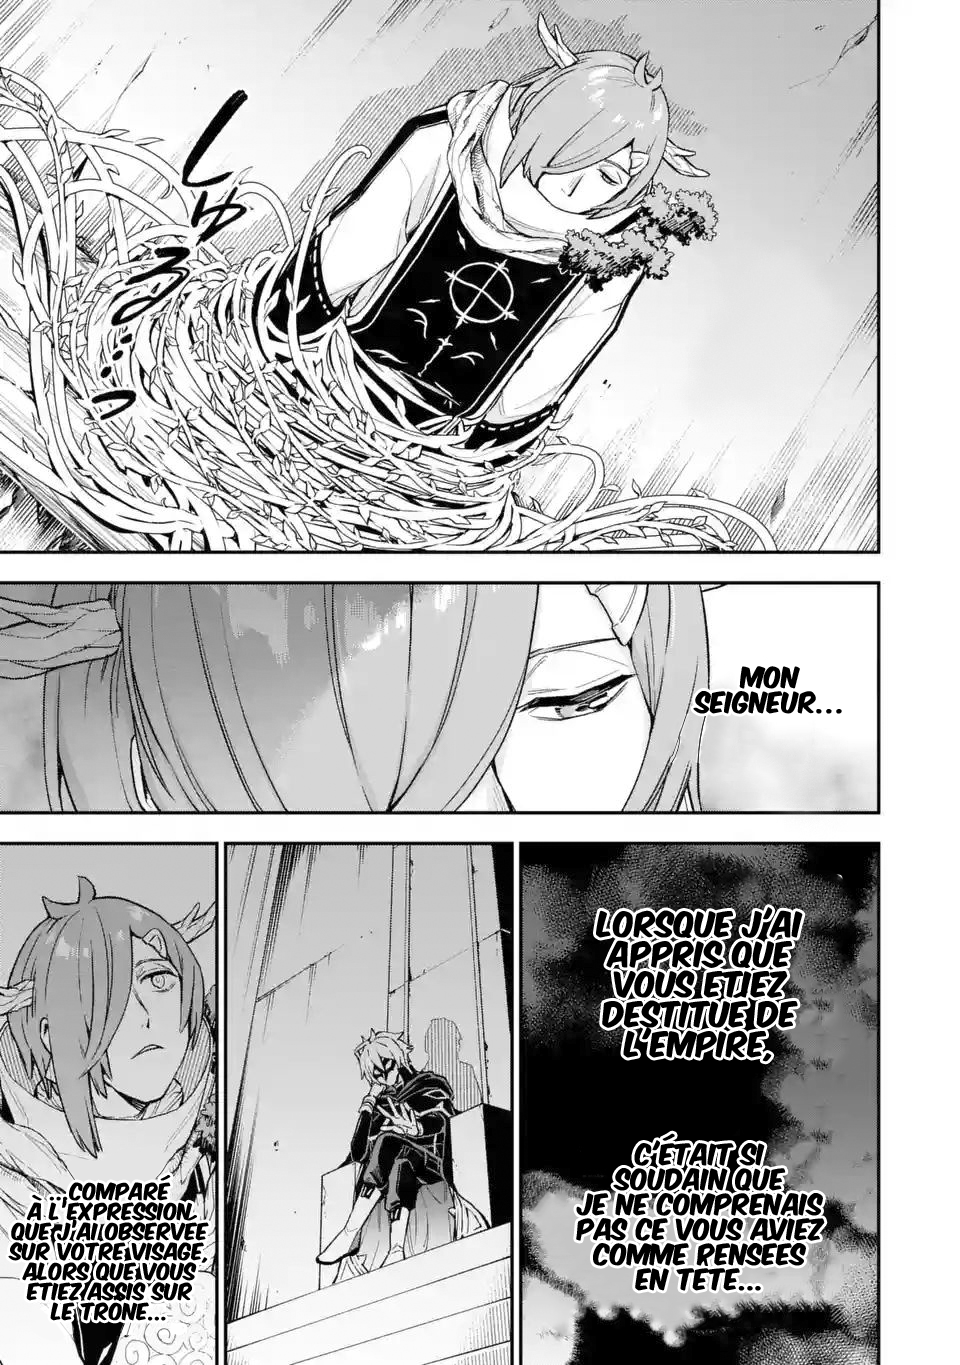 しゅるるっ
MON
SEIGNEUR...
LORSQUE J'AI
APPRIS QUE
VOUS ETIEZ
DESTITUE DE
L'EMPIRE,
C'ÉTAIT SI
SOUDAIN QUE
JE NE COMPRENAIS
PAS CE VOUS AVIEZ
COMME RENSEES
EN TETE...
...COMPARÉ
À L'EXPRESSION
QUE J'AI OBSERVEE
SUR VOTRE VISAGE,
ALORS QUE VOUS
ETIEZ ASSIS SUR
LE TRONE...